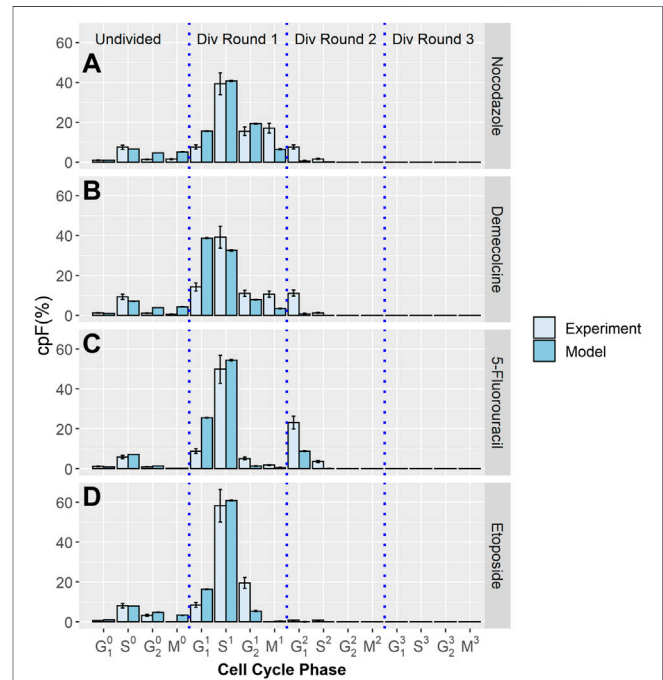 Undivided Div Round 1 Div Round 2 Div Round 3
A
60
40
20
0
Nocodazole
B
60
40
20
0
Demecolcine
C
60
40
20
0
5-Fluorouracil
D
60
40
20
0
Etoposide
cpF(%)
G₁⁰ S⁰ G₂⁰ M⁰ G₁¹ S¹ G₂¹ M¹ G₁² S² G₂² M² G₁³ S³ G₂³ M³
Cell Cycle Phase
Experiment
Model